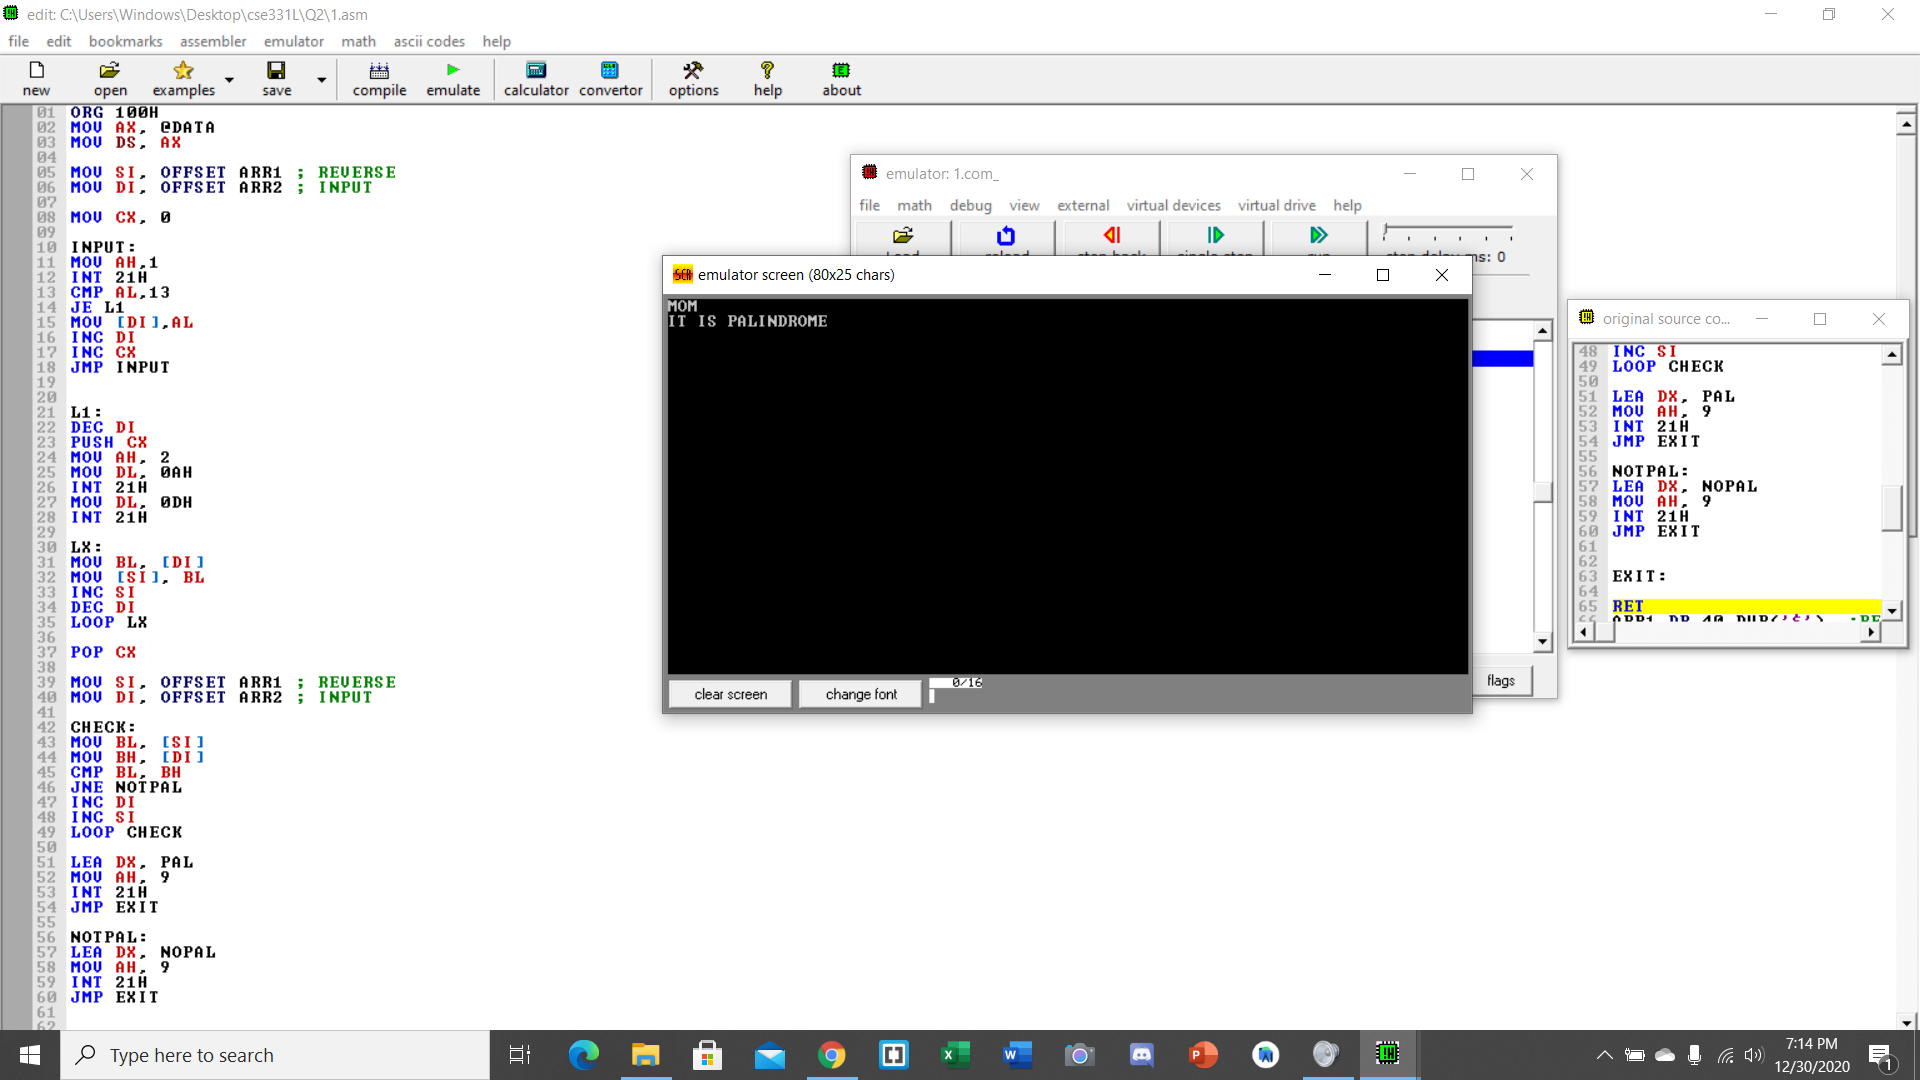 edit: C:\Users\Windows\Desktop\cse331L\Q2\1.asm
file edit bookmarks assembler emulator math ascii codes help
new open examples save compile emulate calculator convertor options help about
01 ORG 100H
02 MOV AX, @DATA
03 MOV DS, AX
04
05 MOV SI, OFFSET ARR1 ; REVERSE
06 MOV DI, OFFSET ARR2 ; INPUT
07
08 MOV CX, 0
09
10 INPUT:
11 MOV AH,1
12 INT 21H
13 CMP AL,13
14 JE L1
15 MOV [DI],AL
16 INC DI
17 INC CX
18 JMP INPUT
19
20
21 L1:
22 DEC DI
23 PUSH CX
24 MOV AH, 2
25 MOV DL, 0AH
26 INT 21H
27 MOV DL, 0DH
28 INT 21H
29
30 LX:
31 MOV BL, [DI]
32 MOV [SI], BL
33 INC SI
34 DEC DI
35 LOOP LX
36
37 POP CX
38
39 MOV SI, OFFSET ARR1 ; REVERSE
40 MOV DI, OFFSET ARR2 ; INPUT
41
42 CHECK:
43 MOV BL, [SI]
44 MOV BH, [DI]
45 CMP BL, BH
46 JNE NOTPAL
47 INC DI
48 INC SI
49 LOOP CHECK
50
51 LEA DX, PAL
52 MOV AH, 9
53 INT 21H
54 JMP EXIT
55
56 NOTPAL:
57 LEA DX, NOPAL
58 MOV AH, 9
59 INT 21H
60 JMP EXIT
61
62
emulator: 1.com_
file math debug view external virtual devices virtual drive help
step delay ms: 0
emulator screen (80x25 chars)
MOM
IT IS PALINDROME
clear screen change font 0/16
flags
original source co...
48 INC SI
49 LOOP CHECK
50
51 LEA DX, PAL
52 MOV AH, 9
53 INT 21H
54 JMP EXIT
55
56 NOTPAL:
57 LEA DX, NOPAL
58 MOV AH, 9
59 INT 21H
60 JMP EXIT
61
62
63 EXIT:
64
65 RET
Type here to search
7:14 PM
12/30/2020
1